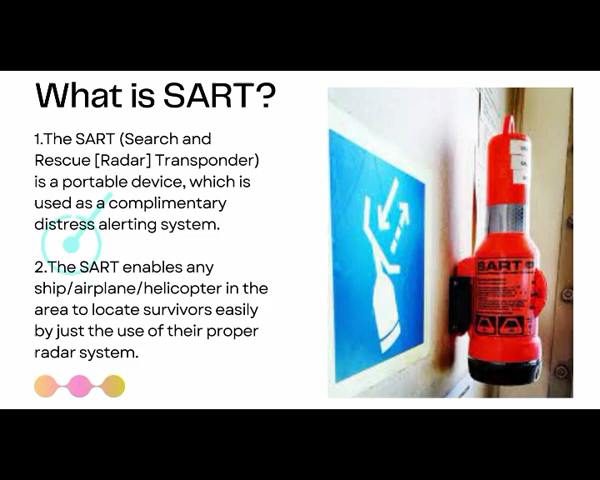 What is SART?
1.The SART (Search and
Rescue [Radar] Transponder)
is a portable device, which is
used as a complimentary
distress alerting system.
2.The SART enables any
ship/airplane/helicopter in the
area to locate survivors easily
by just the use of their proper
radar system.
SART